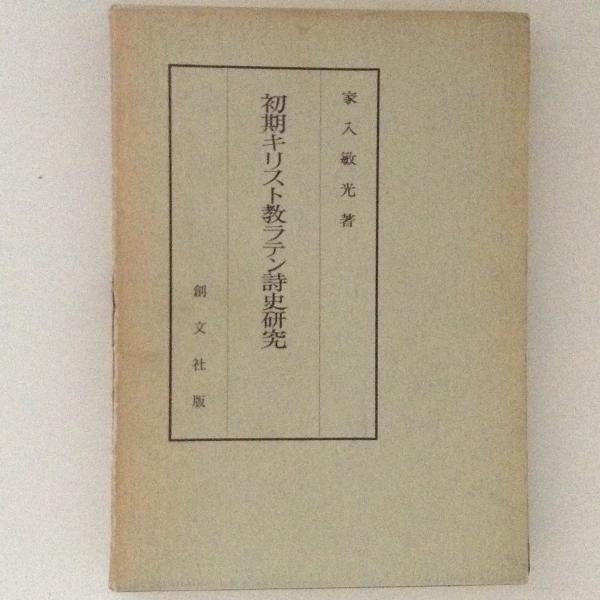 家入敏光著
初期キリスト教ラテン詩史研究
創文社版